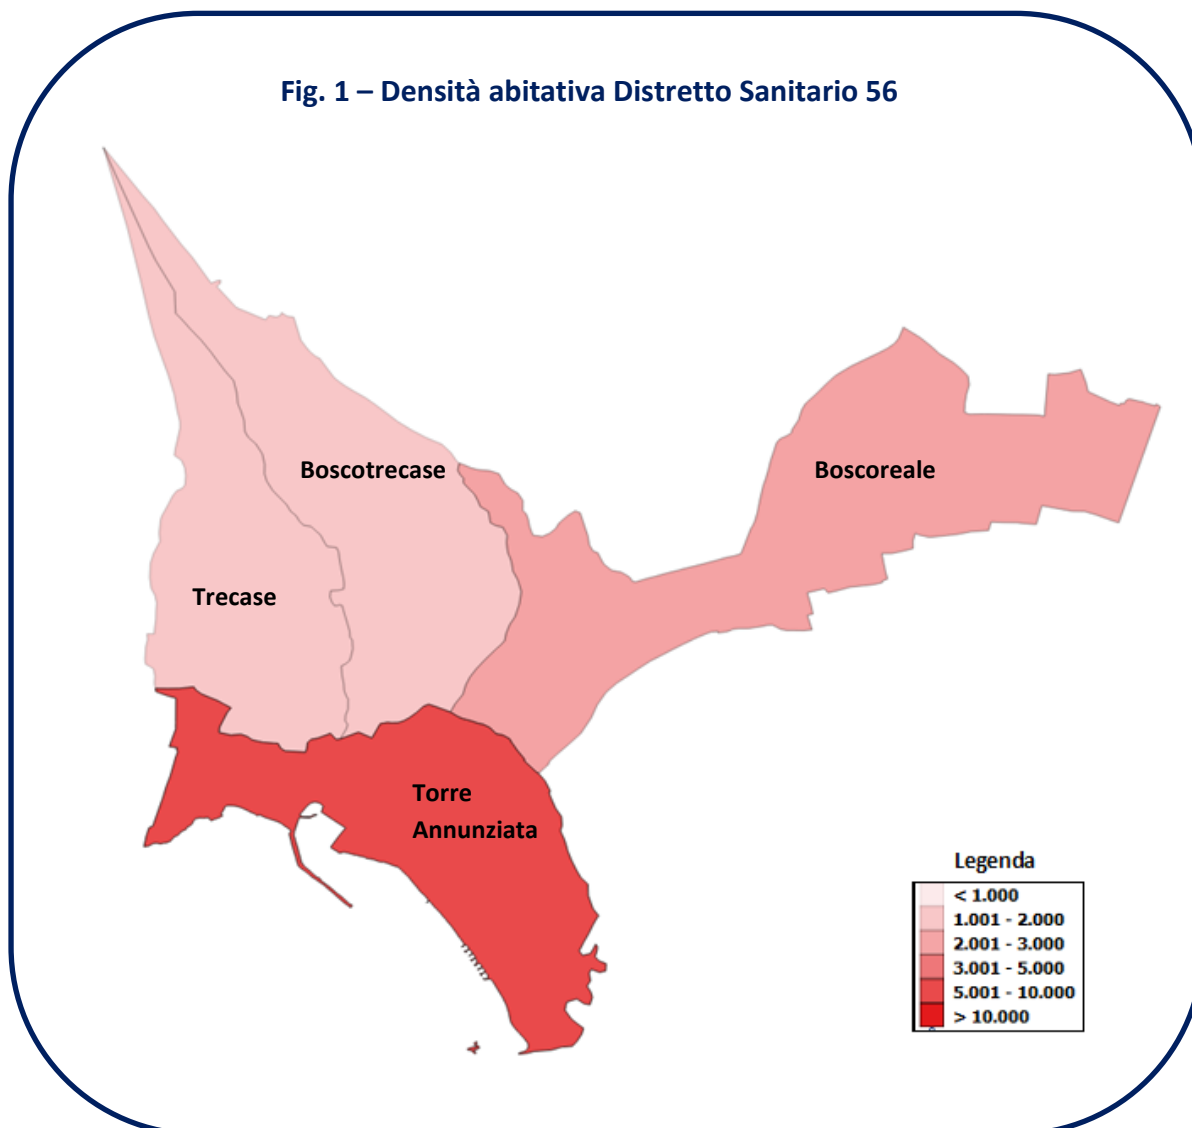 Fig. 1 – Densità abitativa Distretto Sanitario 56
Boscotrecase
Boscoreale
Trecase
Torre
Annunziata
Legenda
< 1.000
1.001 - 2.000
2.001 - 3.000
3.001 - 5.000
5.001 - 10.000
> 10.000